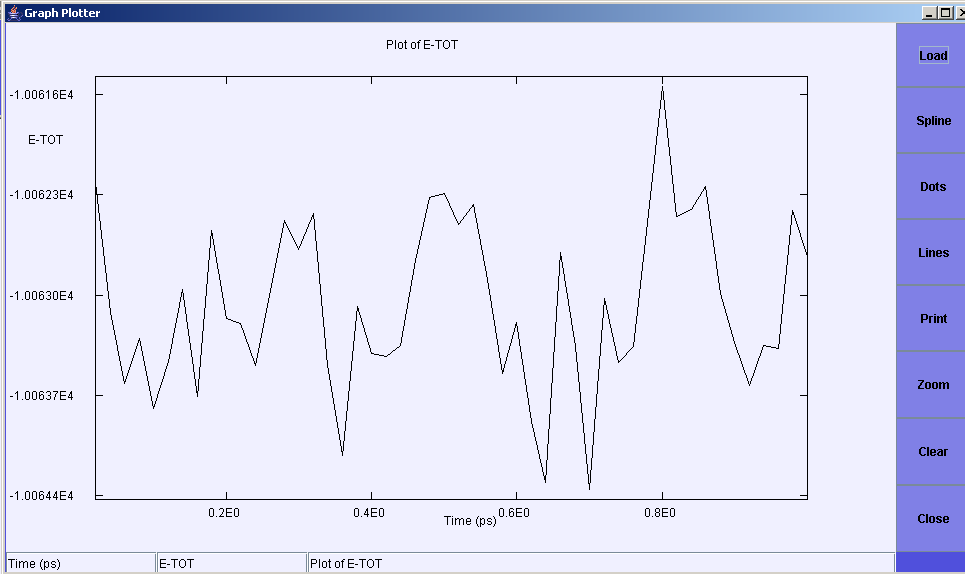 Graph Plotter
Plot of E-TOT
-1.00616E4
E-TOT
-1.00623E4
-1.00630E4
-1.00637E4
-1.00644E4
0.2E0 0.4E0 0.6E0 0.8E0
Time (ps)
Load
Spline
Dots
Lines
Print
Zoom
Clear
Close
Time (ps) E-TOT Plot of E-TOT